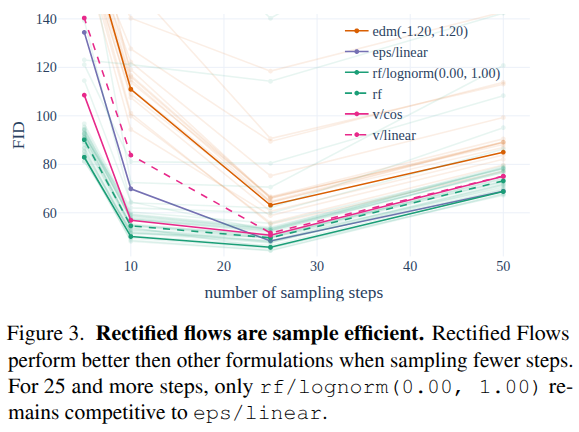 140
120
100
80
60
FID
10
20
30
40
50
number of sampling steps
edm(-1.20, 1.20)
eps/linear
rf/lognorm(0.00, 1.00)
rf
v/cos
v/linear
Figure 3. Rectified flows are sample efficient. Rectified Flows
perform better then other formulations when sampling fewer steps.
For 25 and more steps, only rf/lognorm(0.00, 1.00) re-
mains competitive to eps/linear.